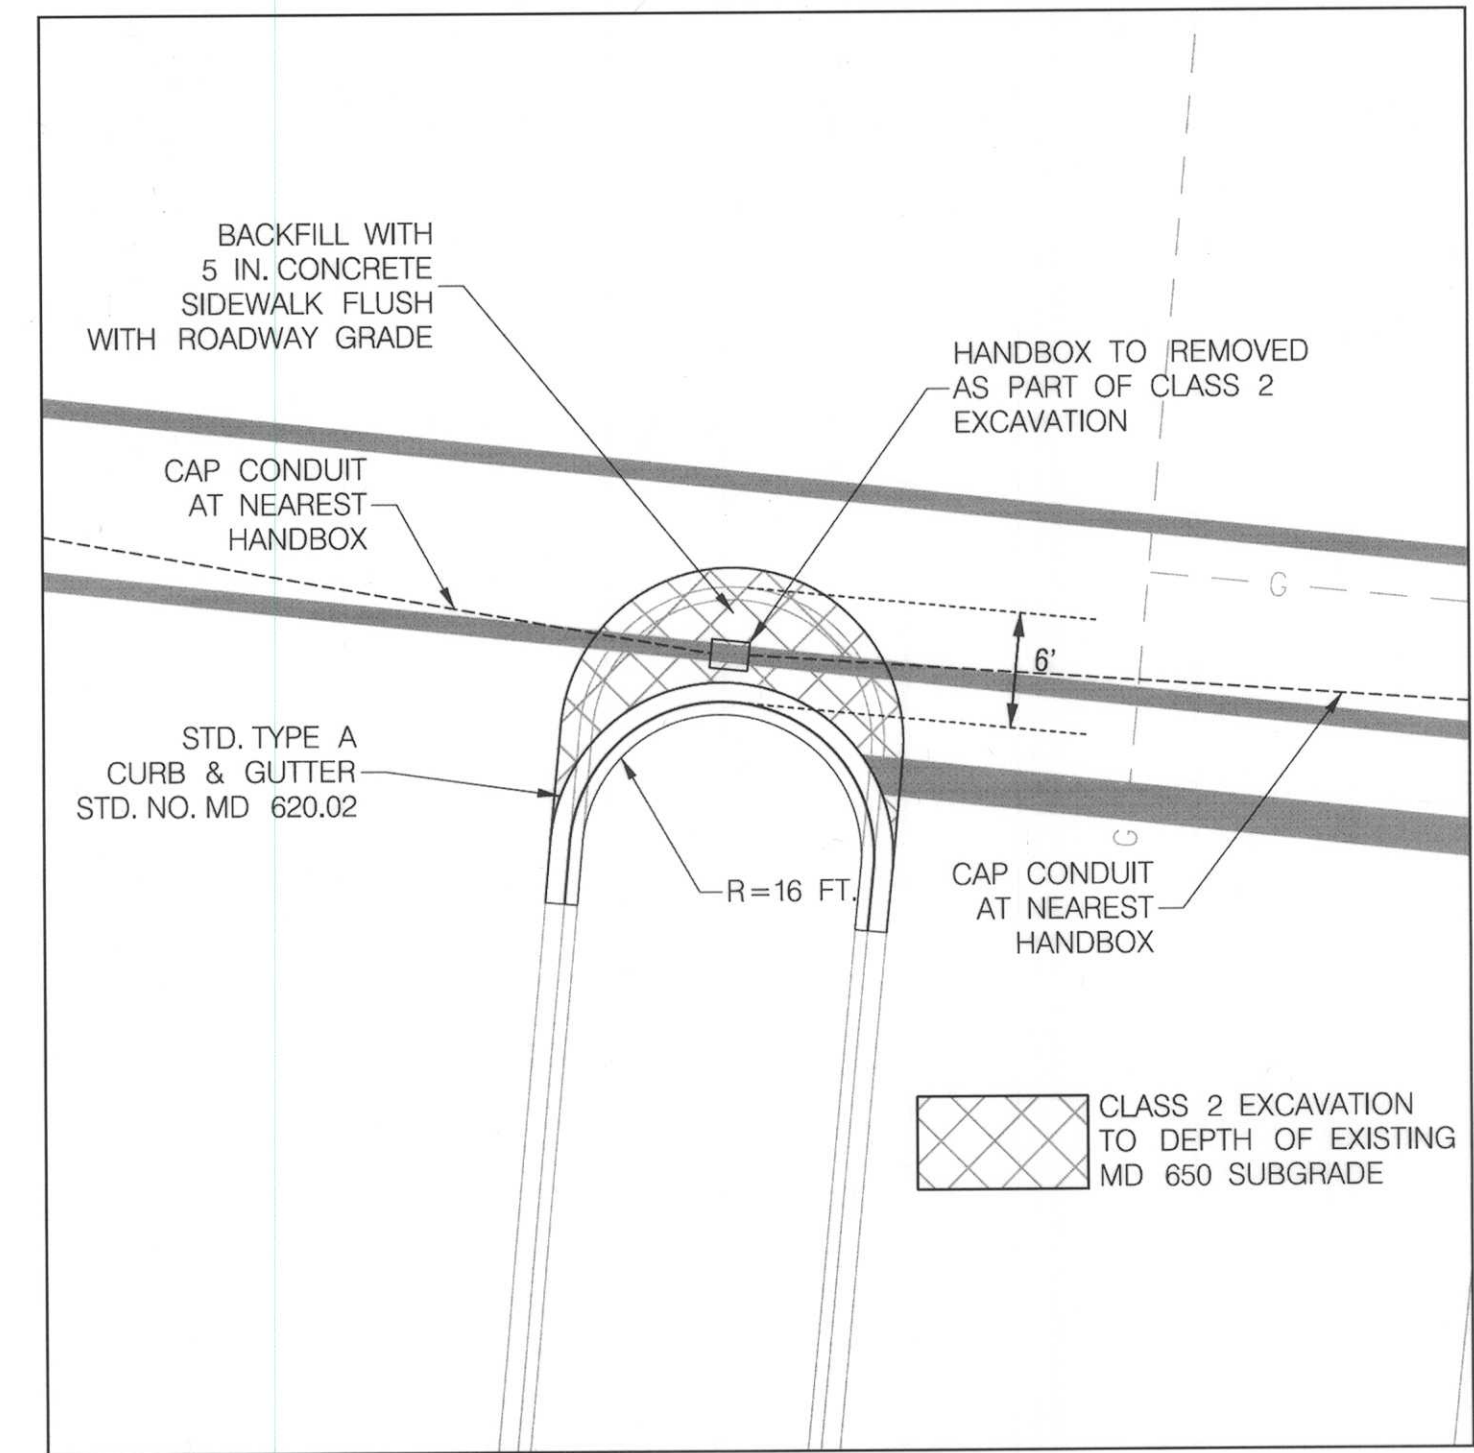 BACKFILL WITH
5 IN. CONCRETE
SIDEWALK FLUSH
WITH ROADWAY GRADE
HANDBOX TO REMOVED
AS PART OF CLASS 2
EXCAVATION
CAP CONDUIT
AT NEAREST
HANDBOX
G
6'
STD. TYPE A
CURB & GUTTER
STD. NO. MD 620.02
G
R=16 FT.
CAP CONDUIT
AT NEAREST
HANDBOX
CLASS 2 EXCAVATION
TO DEPTH OF EXISTING
MD 650 SUBGRADE